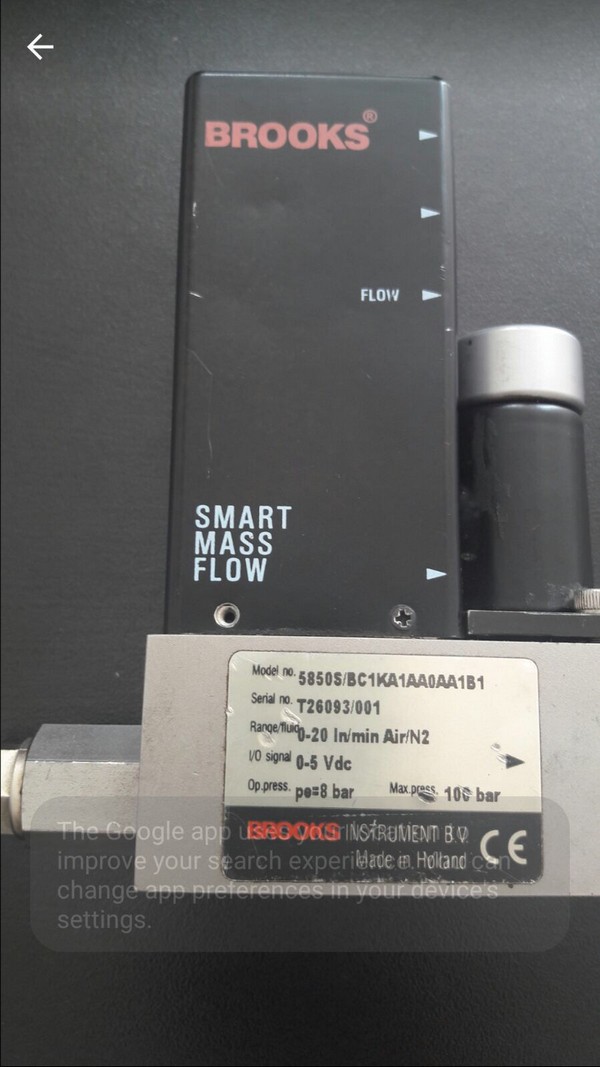 BROOKS®
FLOW
SMART
MASS
FLOW
Model no. 5850S/BC1KA1AA0AA1B1
Serial no. T26093/001
Range/fluid 0-20 ln/min Air/N2
I/O signal 0-5 Vdc
Op.press. pe=8 bar Max.press. 100 bar
BROOKS INSTRUMENT B.V.
Made in Holland CE
The Google app uses your
improve your search experience. You can
change app preferences in your device's
settings.